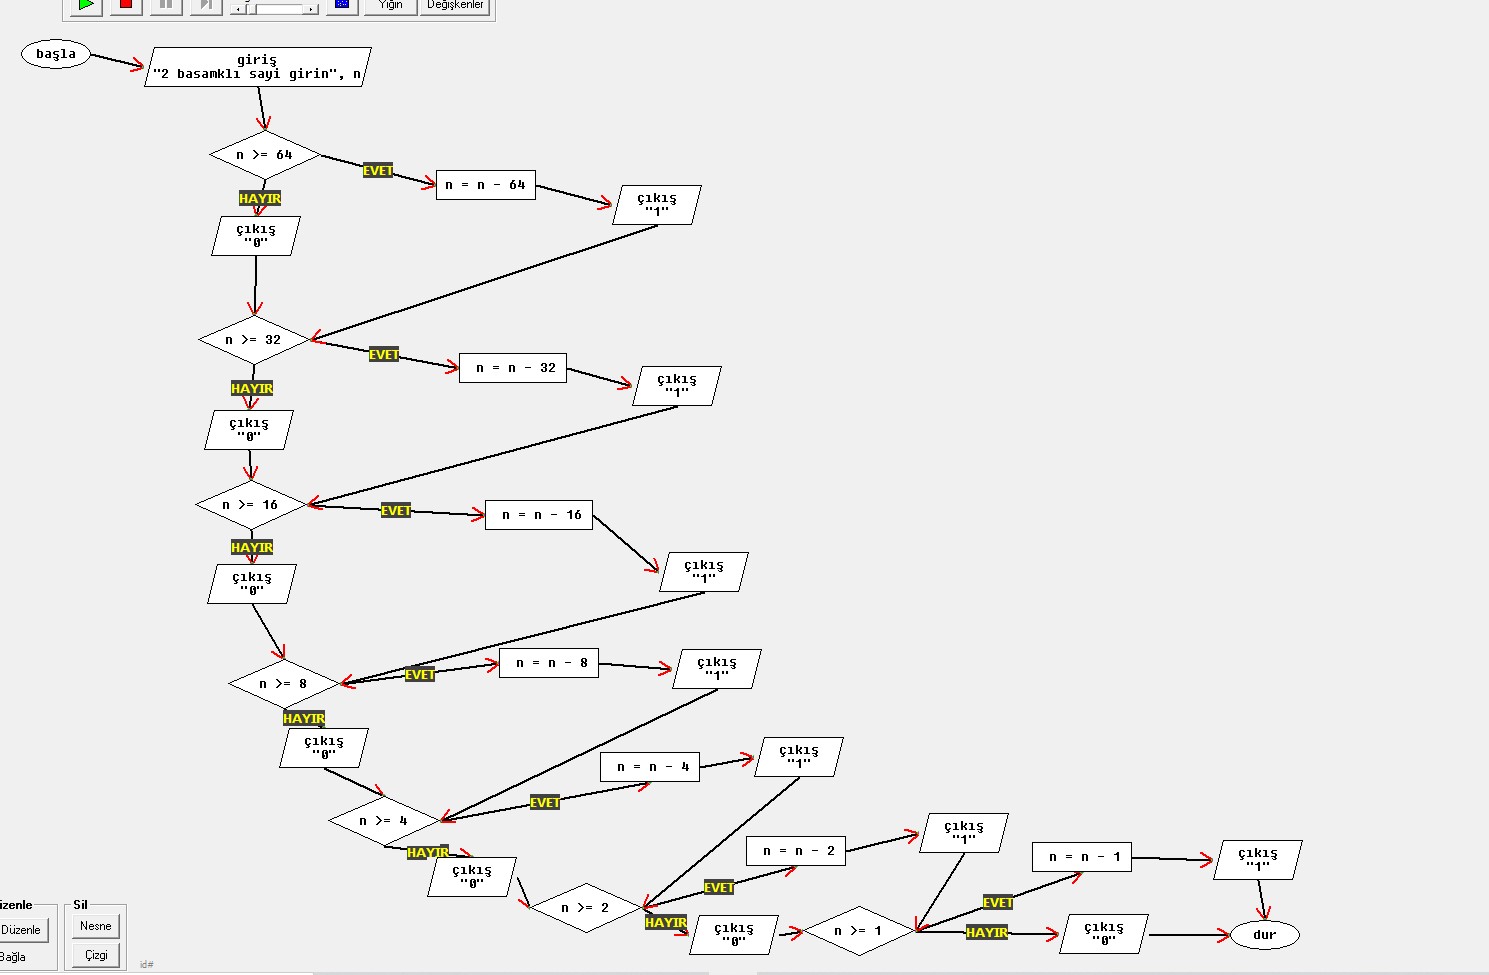 Yığın
Değişkenler
başla
giriş
"2 basamklı sayi girin", n
n >= 64
EVET
n = n - 64
çıkış
"1"
HAYIR
çıkış
"0"
n >= 32
EVET
n = n - 32
çıkış
"1"
HAYIR
çıkış
"0"
n >= 16
EVET
n = n - 16
çıkış
"1"
HAYIR
çıkış
"0"
n >= 8
EVET
n = n - 8
çıkış
"1"
HAYIR
çıkış
"0"
n >= 4
EVET
n = n - 4
çıkış
"1"
HAYIR
çıkış
"0"
n >= 2
EVET
n = n - 2
çıkış
"1"
HAYIR
çıkış
"0"
n >= 1
EVET
n = n - 1
çıkış
"1"
HAYIR
çıkış
"0"
dur
izenle
Düzenle
Bağla
Sil
Nesne
Çizgi
id#